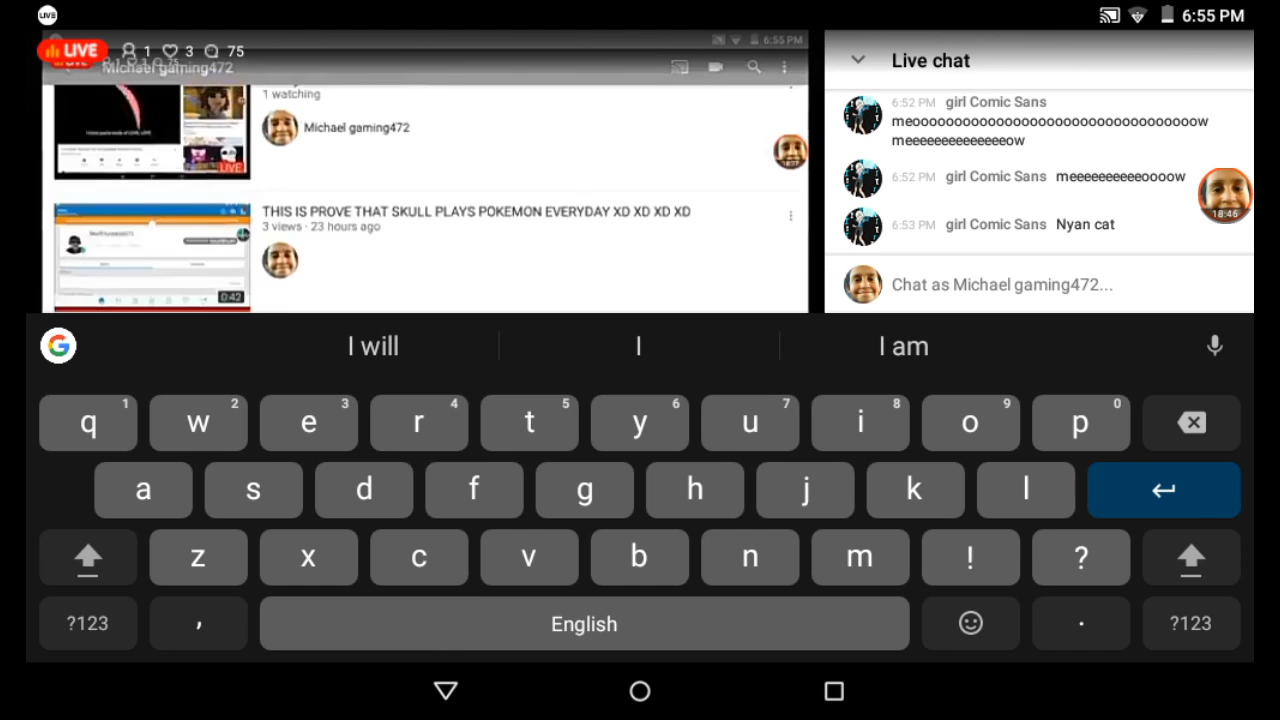 LIVE
6:55 PM
LIVE 1 3 75
6:55 PM
Michael gaming472
1 watching
Michael gaming472
LIVE
THIS IS PROVE THAT SKULL PLAYS POKEMON EVERYDAY XD XD XD XD
3 views · 23 hours ago
0:42
Live chat
6:52 PM girl Comic Sans
6:52 PM girl Comic Sans meeeeeeeeeeoooow
18:46
6:53 PM girl Comic Sans Nyan cat
Chat as Michael gaming472...
G I will I I am
q 1 w 2 e 3 r 4 t 5 y 6 u 7 i 8 o 9 p 0
a s d f g h j k l
z x c v b n m ! ?
?123 , English . ?123